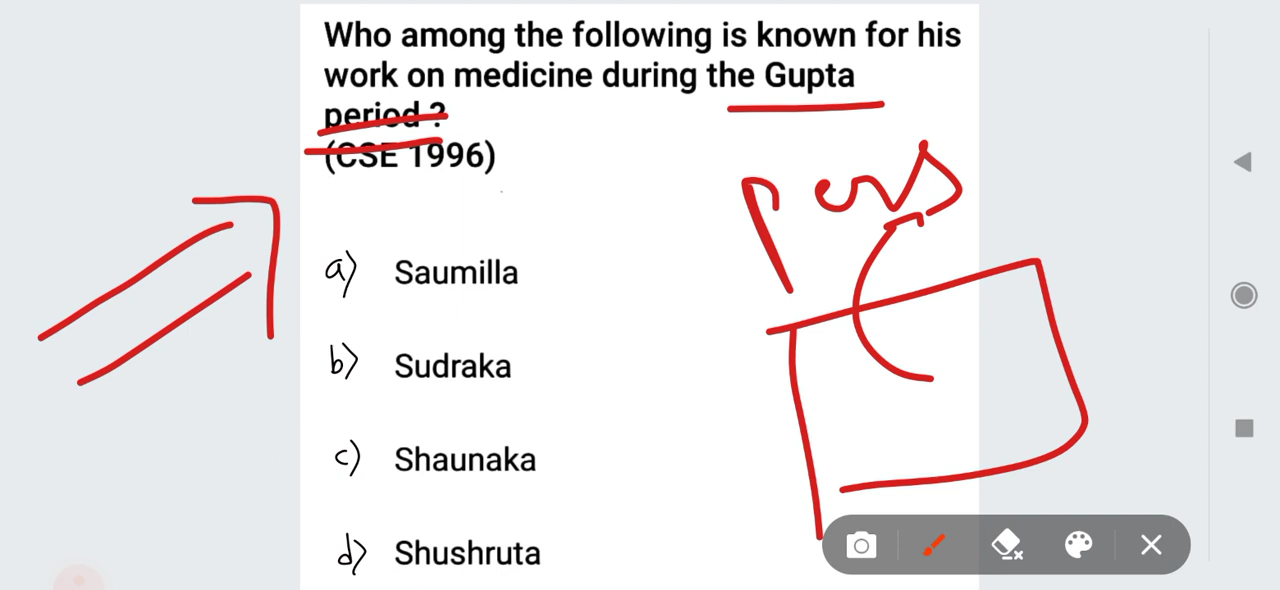 Who among the following is known for his
work on medicine during the Gupta
period ?
(CSE 1996)
a) Saumilla
b) Sudraka
c) Shaunaka
d) Shushruta